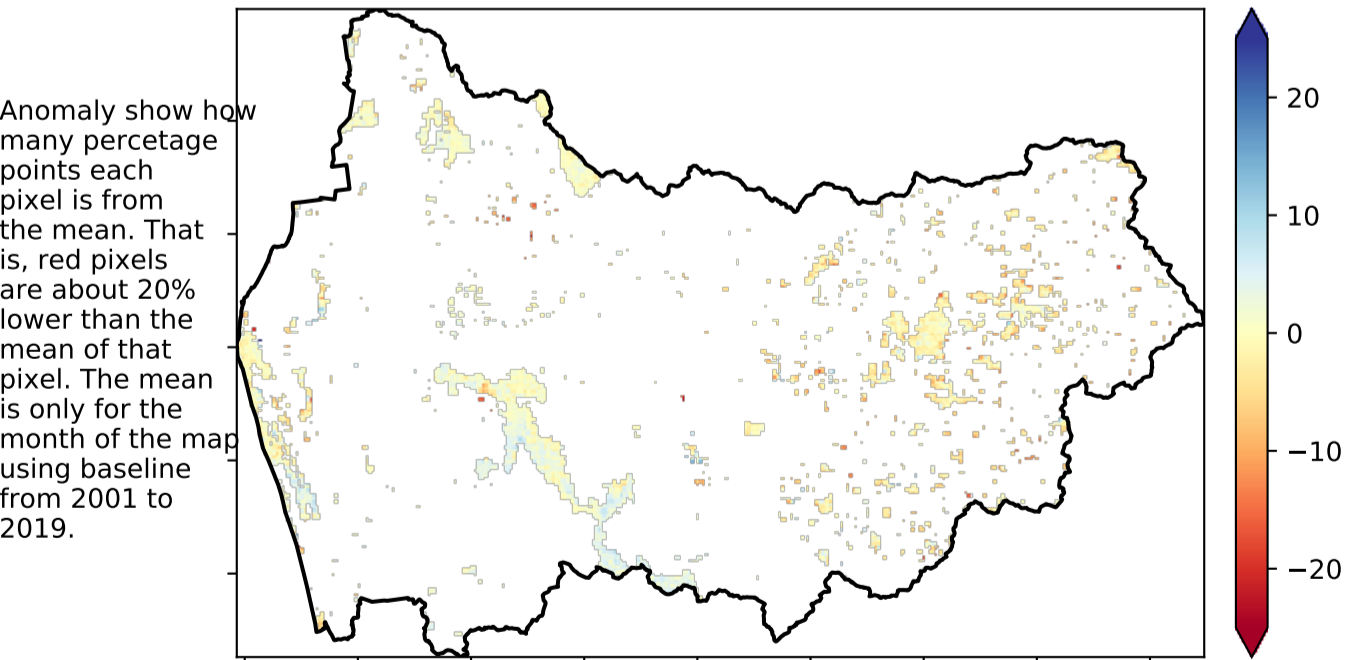 Anomaly show how
many percetage
points each
pixel is from
the mean. That
is, red pixels
are about 20%
lower than the
mean of that
pixel. The mean
is only for the
month of the map
using baseline
from 2001 to
2019.
20
10
0
−10
−20